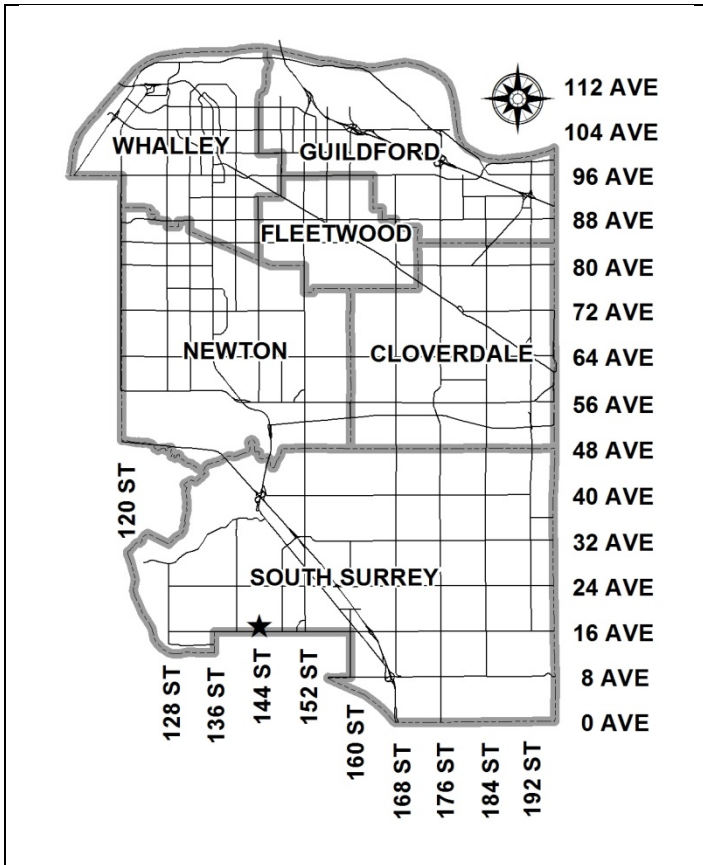 112 AVE
104 AVE
WHALLEY
GUILDFORD
96 AVE
88 AVE
FLEETWOOD
80 AVE
72 AVE
NEWTON
CLOVERDALE
64 AVE
56 AVE
48 AVE
120 ST
40 AVE
32 AVE
SOUTH SURREY
24 AVE
16 AVE
128 ST
136 ST
144 ST
152 ST
160 ST
8 AVE
0 AVE
168 ST
176 ST
184 ST
192 ST